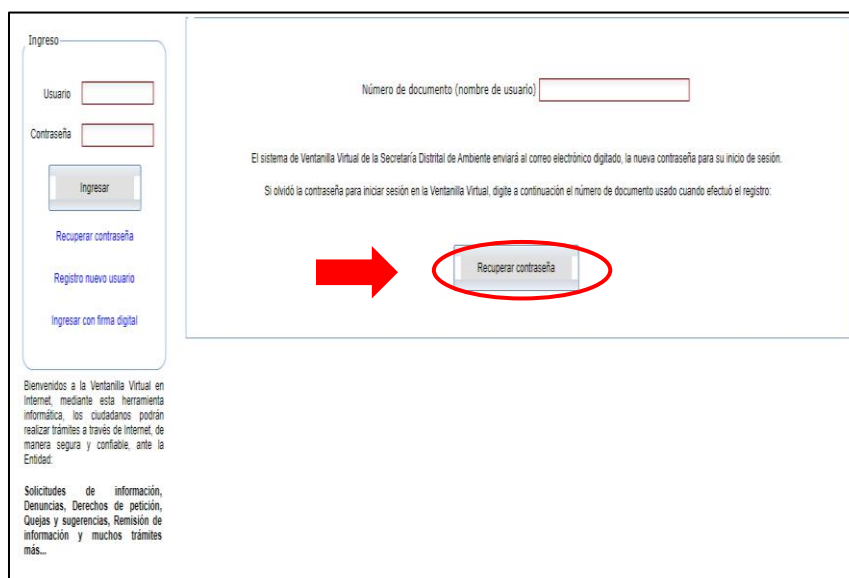 Ingreso
Usuario
Contraseña
Ingresar
Recuperar contraseña
Registro nuevo usuario
Ingresar con firma digital
Bienvenidos a la Ventanilla Virtual en
Internet, mediante esta herramienta
informática, los ciudadanos podrán
realizar trámites a través de Internet, de
manera segura y confiable, ante la
Entidad:
Solicitudes de información,
Denuncias, Derechos de petición,
Quejas y sugerencias, Remisión de
información y muchos trámites
más...
Número de documento (nombre de usuario)
El sistema de Ventanilla Virtual de la Secretaría Distrital de Ambiente enviará al correo electrónico digitado, la nueva contraseña para su inicio de sesión.
Si olvidó la contraseña para iniciar sesión en la Ventanilla Virtual, digite a continuación el número de documento usado cuando efectuó el registro:
Recuperar contraseña